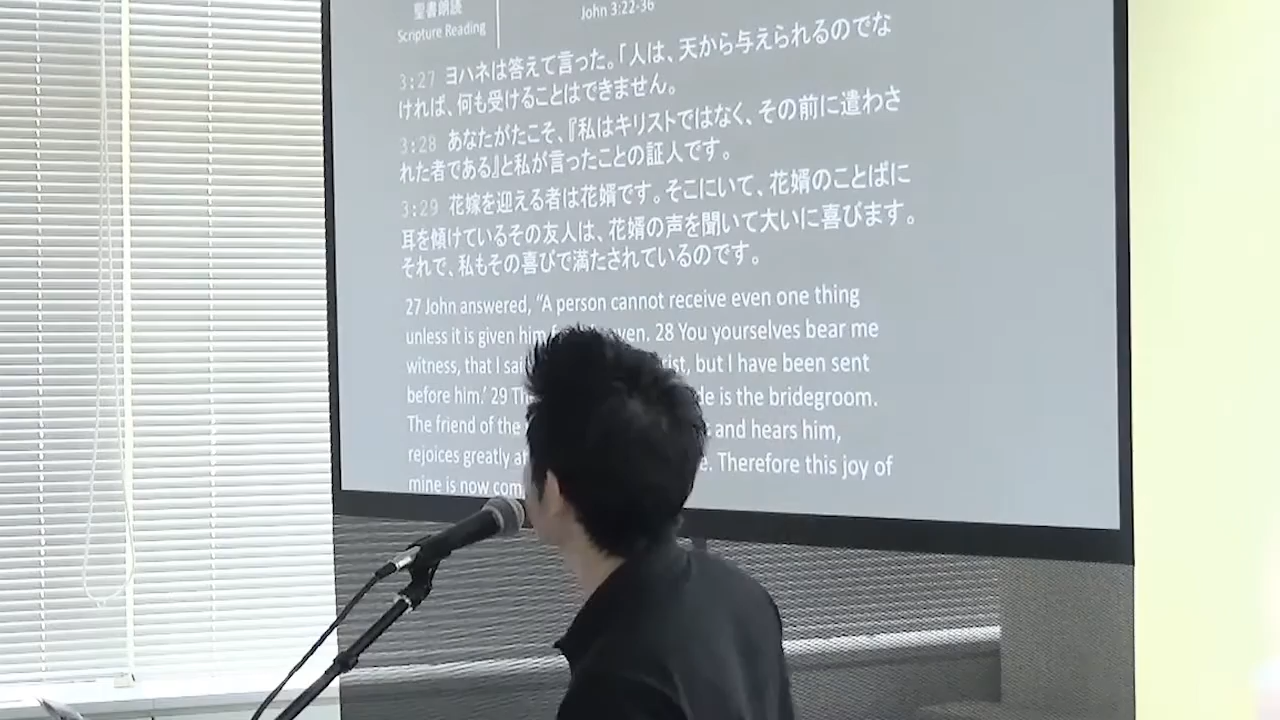 聖書朗読
Scripture Reading
John 3:22-36
3:27 ヨハネは答えて言った。「人は、天から与えられるのでな
ければ、何も受けることはできません。
3:28 あなたがたこそ、『私はキリストではなく、その前に遣わさ
れた者である』と私が言ったことの証人です。
3:29 花嫁を迎える者は花婿です。そこにいて、花婿のことばに
耳を傾けているその友人は、花婿の声を聞いて大いに喜びます。
それで、私もその喜びで満たされているのです。
27 John answered, “A person cannot receive even one thing
unless it is given him 28 You yourselves bear me
witness, that I but I have been sent
before him.’ 29 is the bridegroom.
The friend of the and hears him,
rejoices greatly Therefore this joy of
mine is now